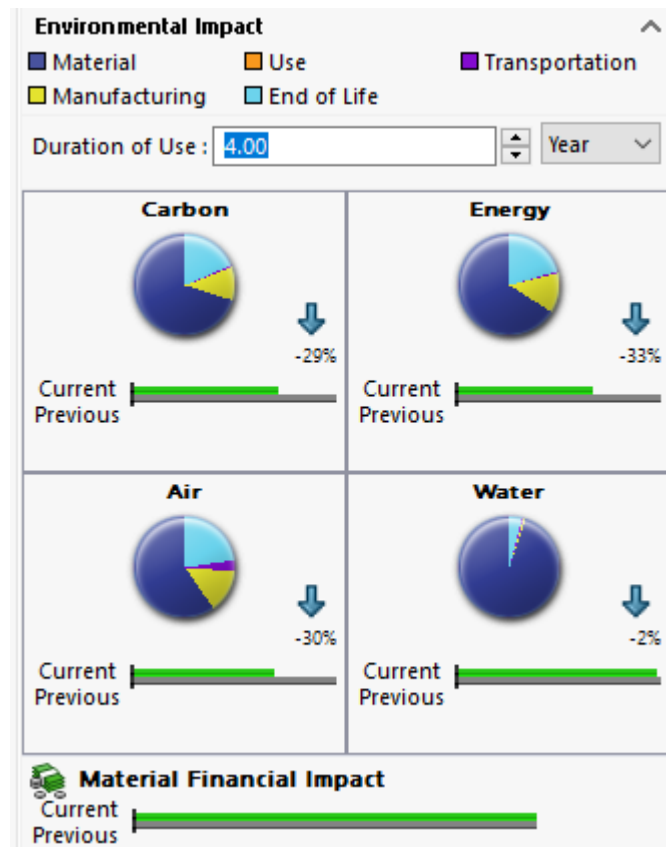 Environmental Impact
Material Use Transportation
Manufacturing End of Life
Duration of Use : 4.00 Year
Carbon
-29%
Current
Previous
Energy
-33%
Current
Previous
Air
-30%
Current
Previous
Water
-2%
Current
Previous
Material Financial Impact
Current
Previous